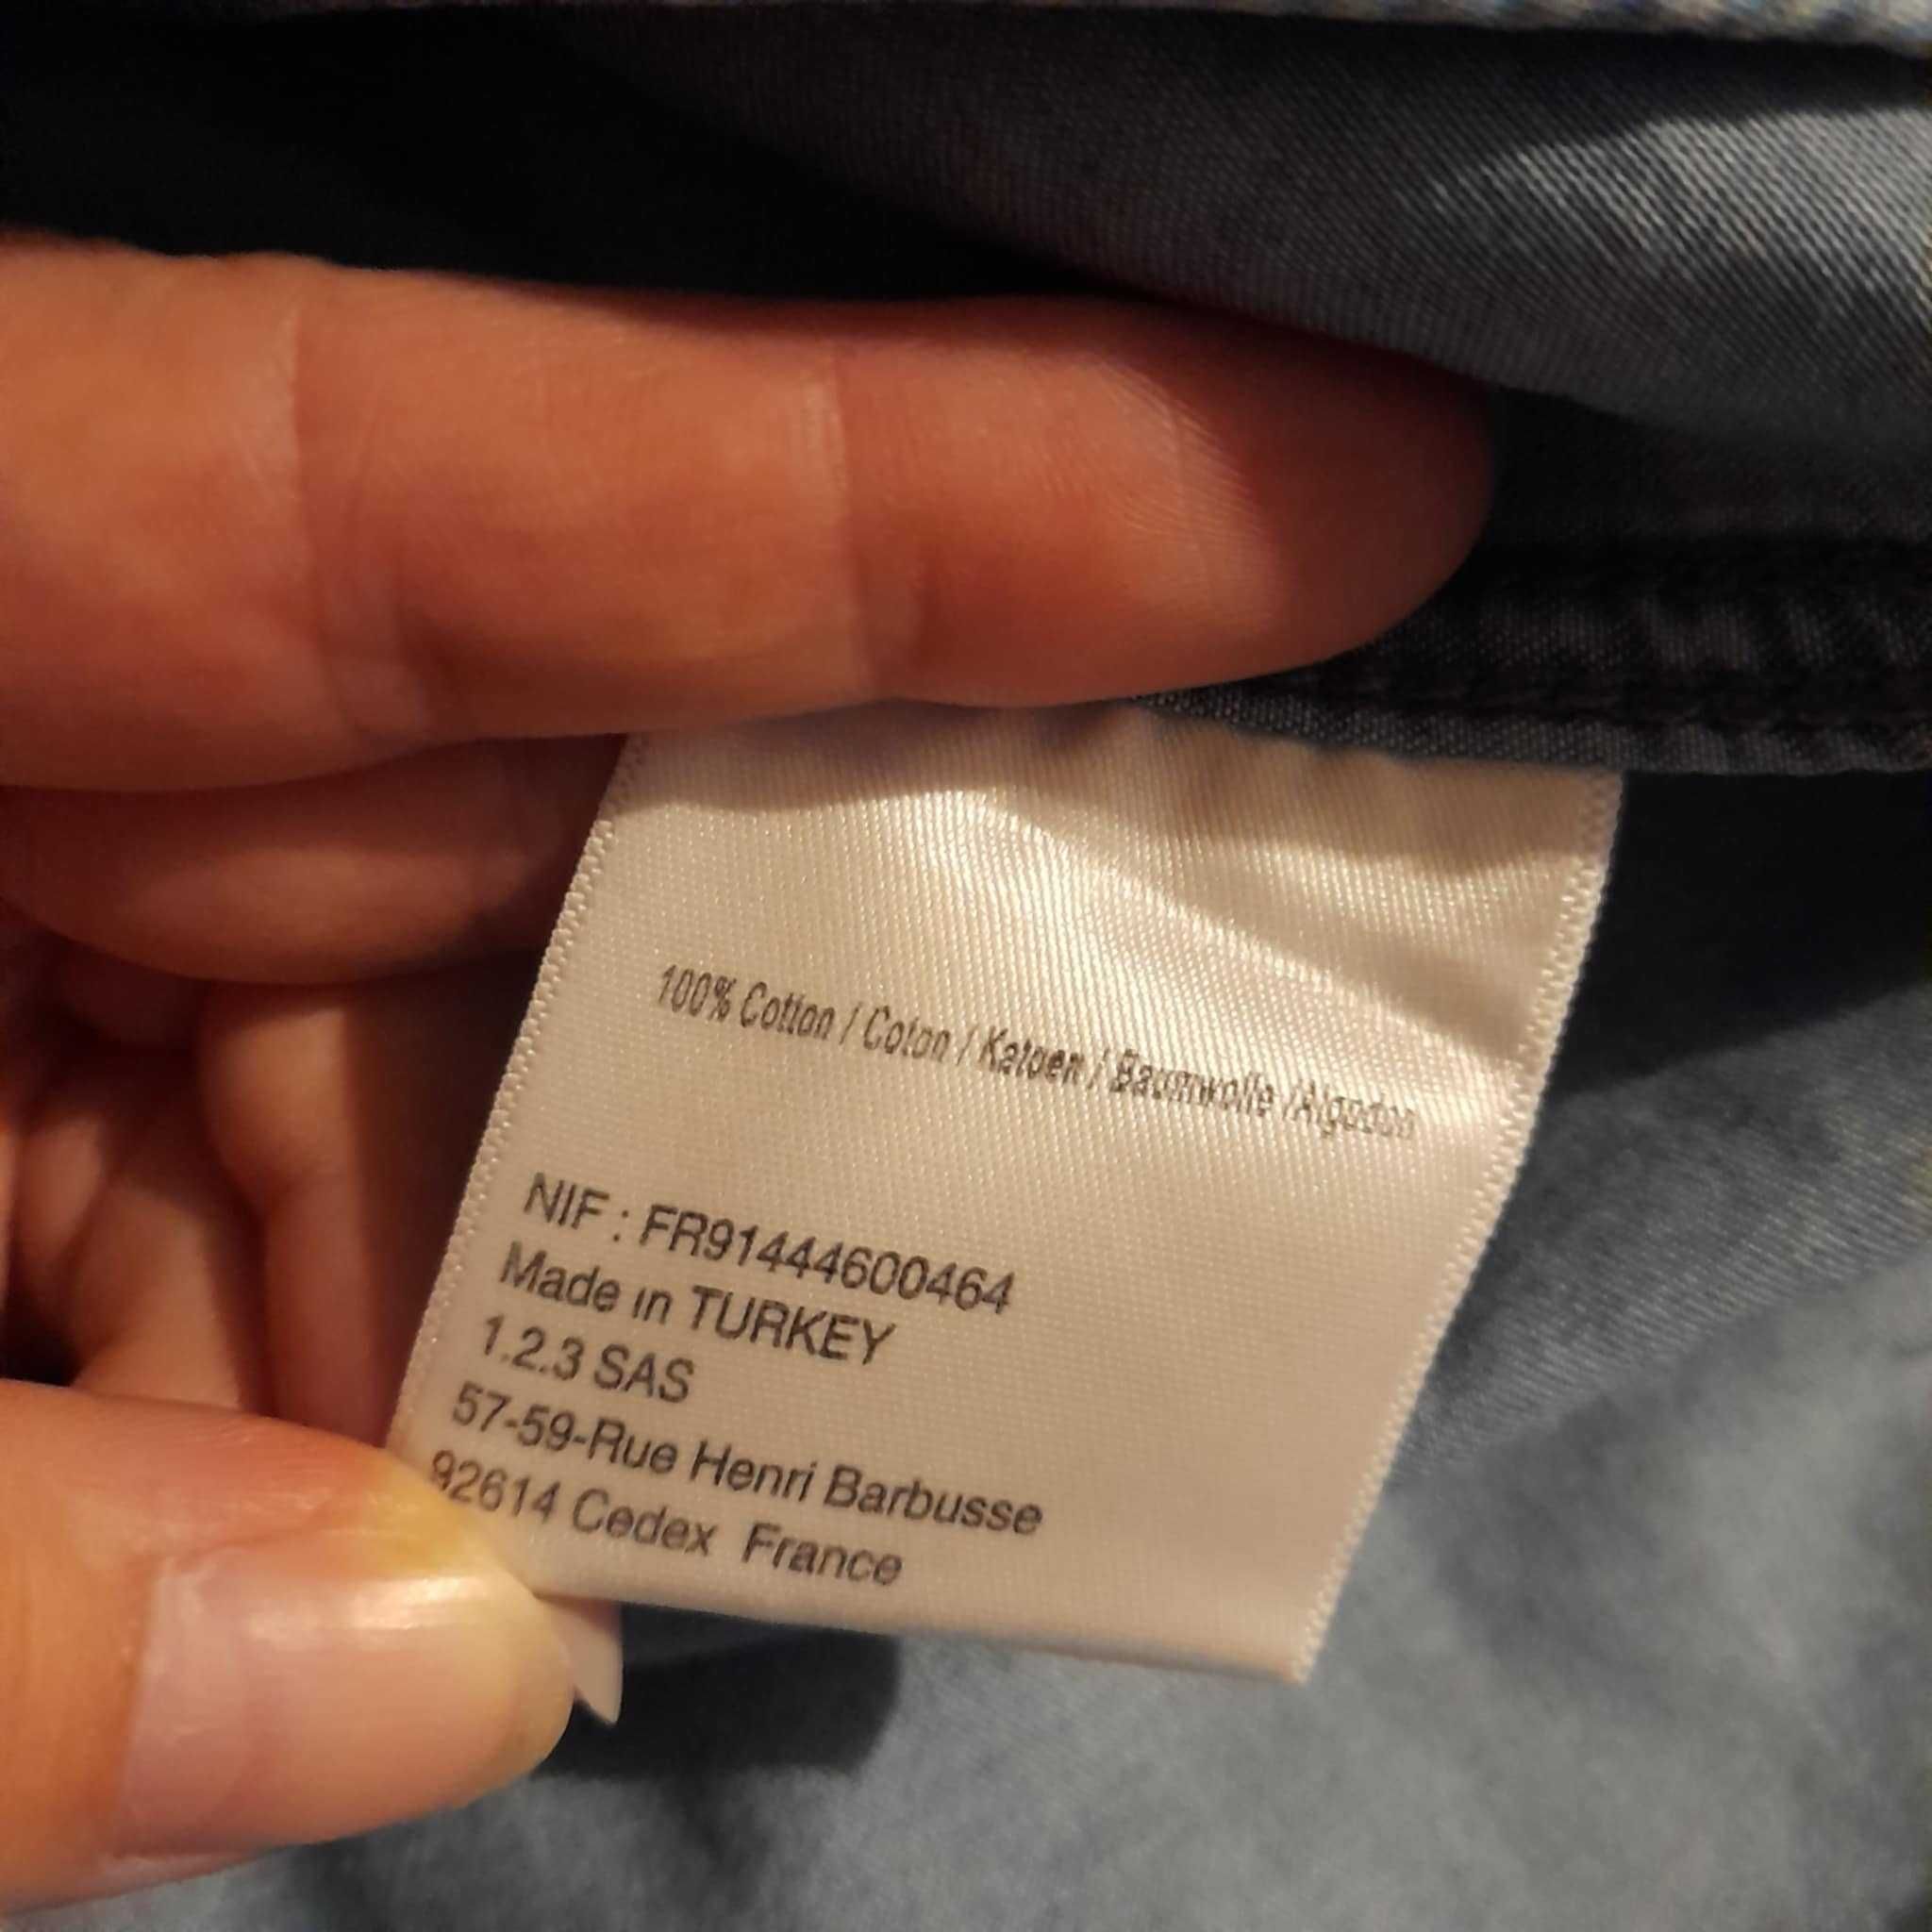 100% Cotton / Coton / Katoen / Baumwolle /Algodon
NIF : FR91444600464
Made in TURKEY
1.2.3 SAS
57-59-Rue Henri Barbusse
92614 Cedex France